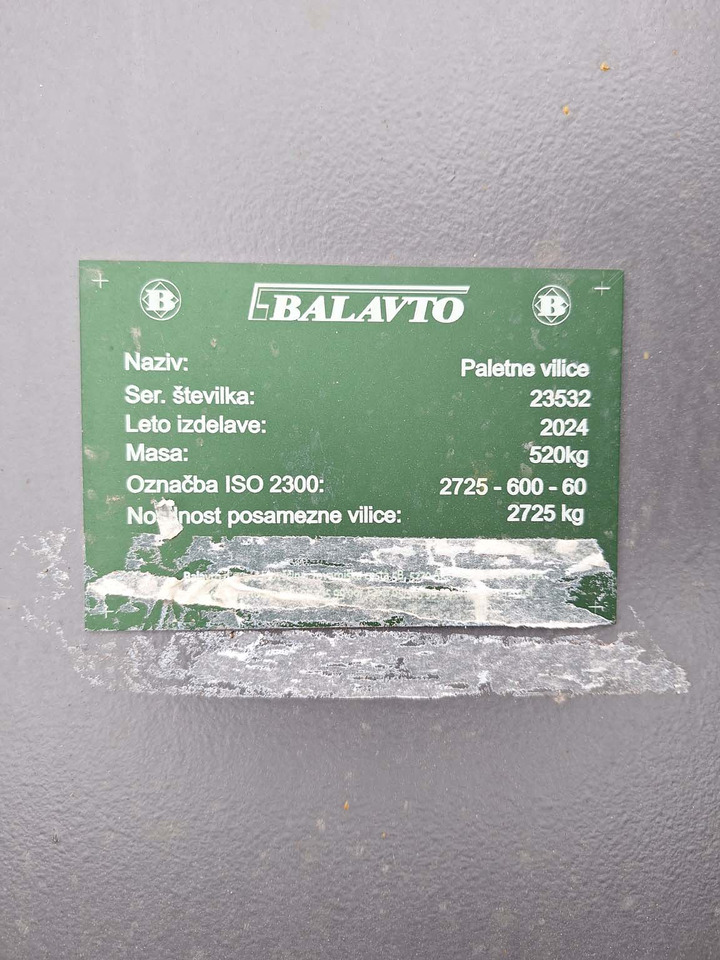 B BALAVTO B
Naziv: Paletne vilice
Ser. številka: 23532
Leto izdelave: 2024
Masa: 520kg
Označba ISO 2300: 2725 - 600 - 60
posamezne vilice: 2725 kg